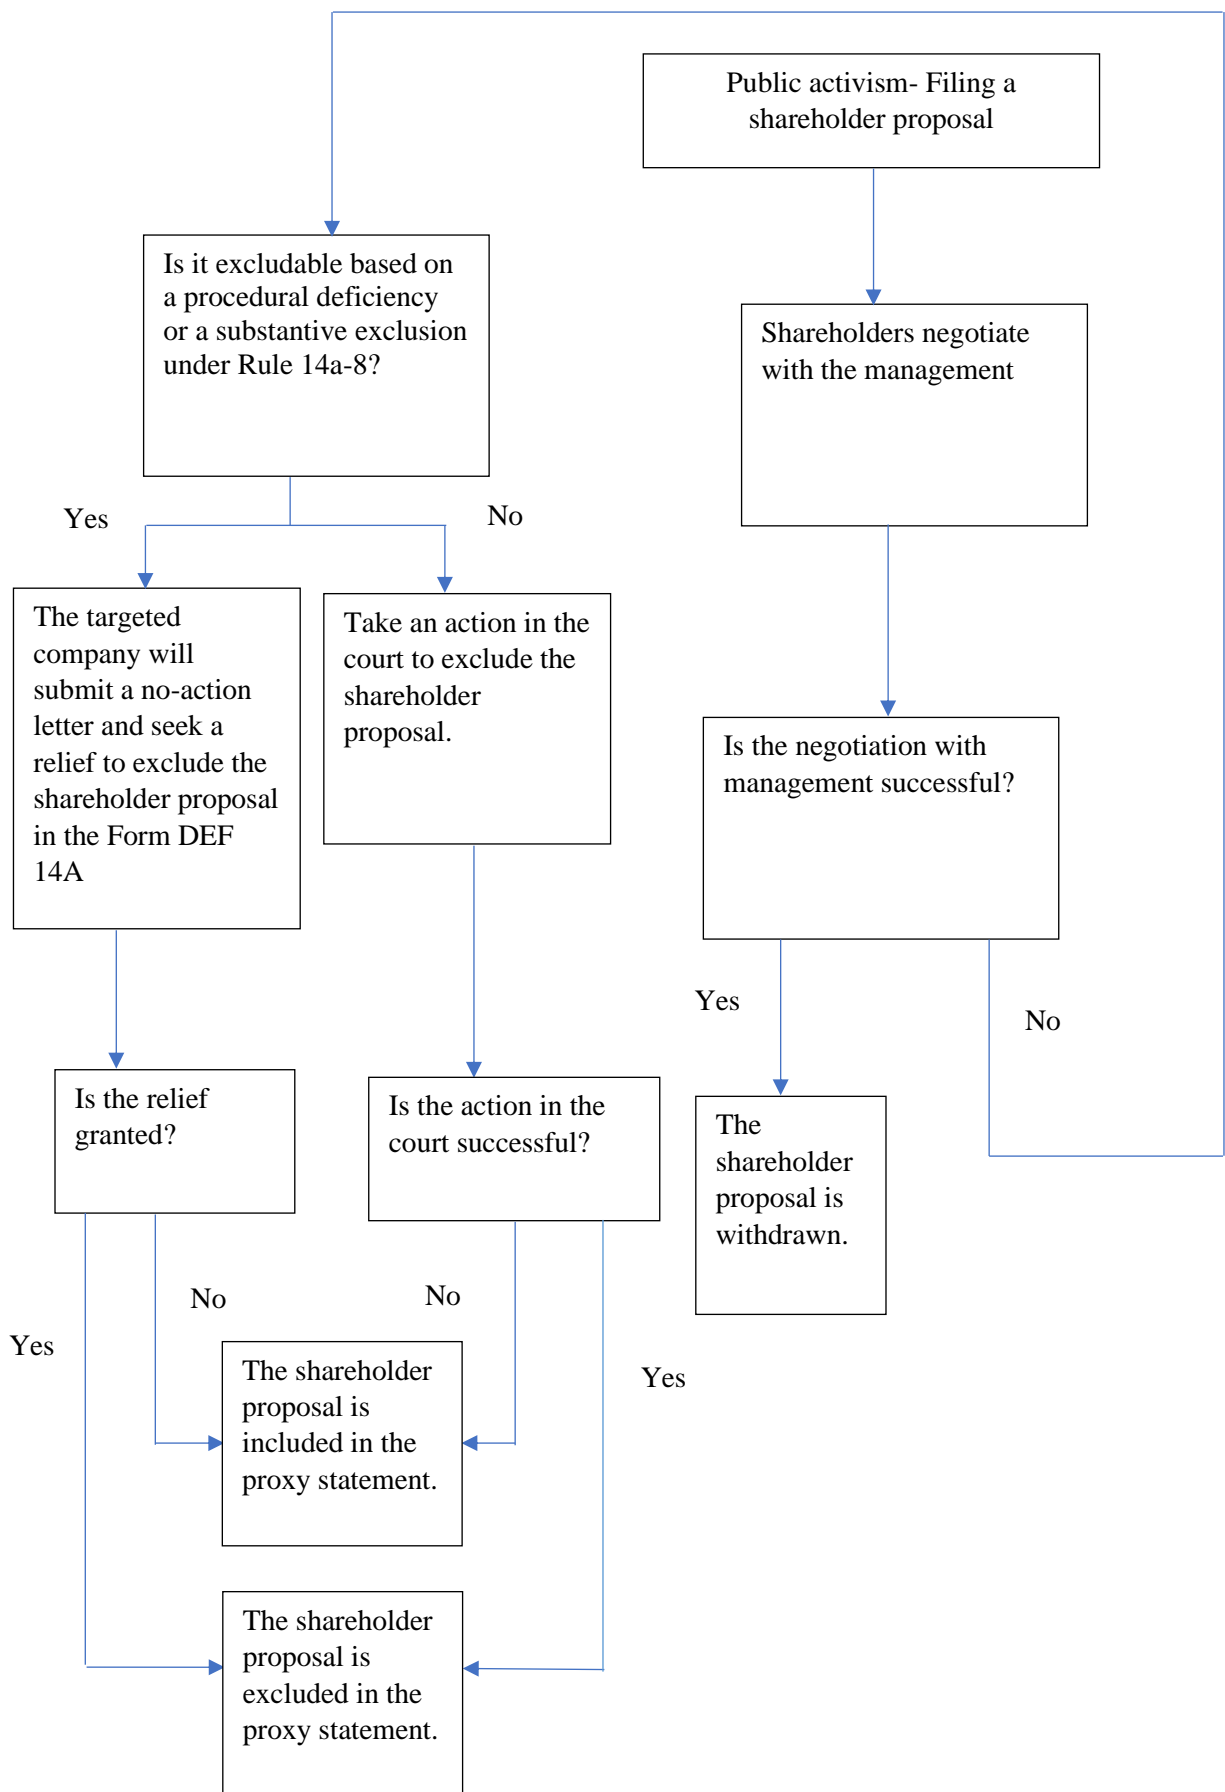 Public activism- Filing a
shareholder proposal
Is it excludable based on
a procedural deficiency
or a substantive exclusion
under Rule 14a-8?
Shareholders negotiate
with the management
Yes
No
The targeted
company will
submit a no-action
letter and seek a
relief to exclude the
shareholder proposal
in the Form DEF
14A
Take an action in the
court to exclude the
shareholder
proposal.
Is the negotiation with
management successful?
Yes
No
Is the relief
granted?
Is the action in the
court successful?
The
shareholder
proposal is
withdrawn.
No
No
Yes
Yes
The shareholder
proposal is
included in the
proxy statement.
The shareholder
proposal is
excluded in the
proxy statement.